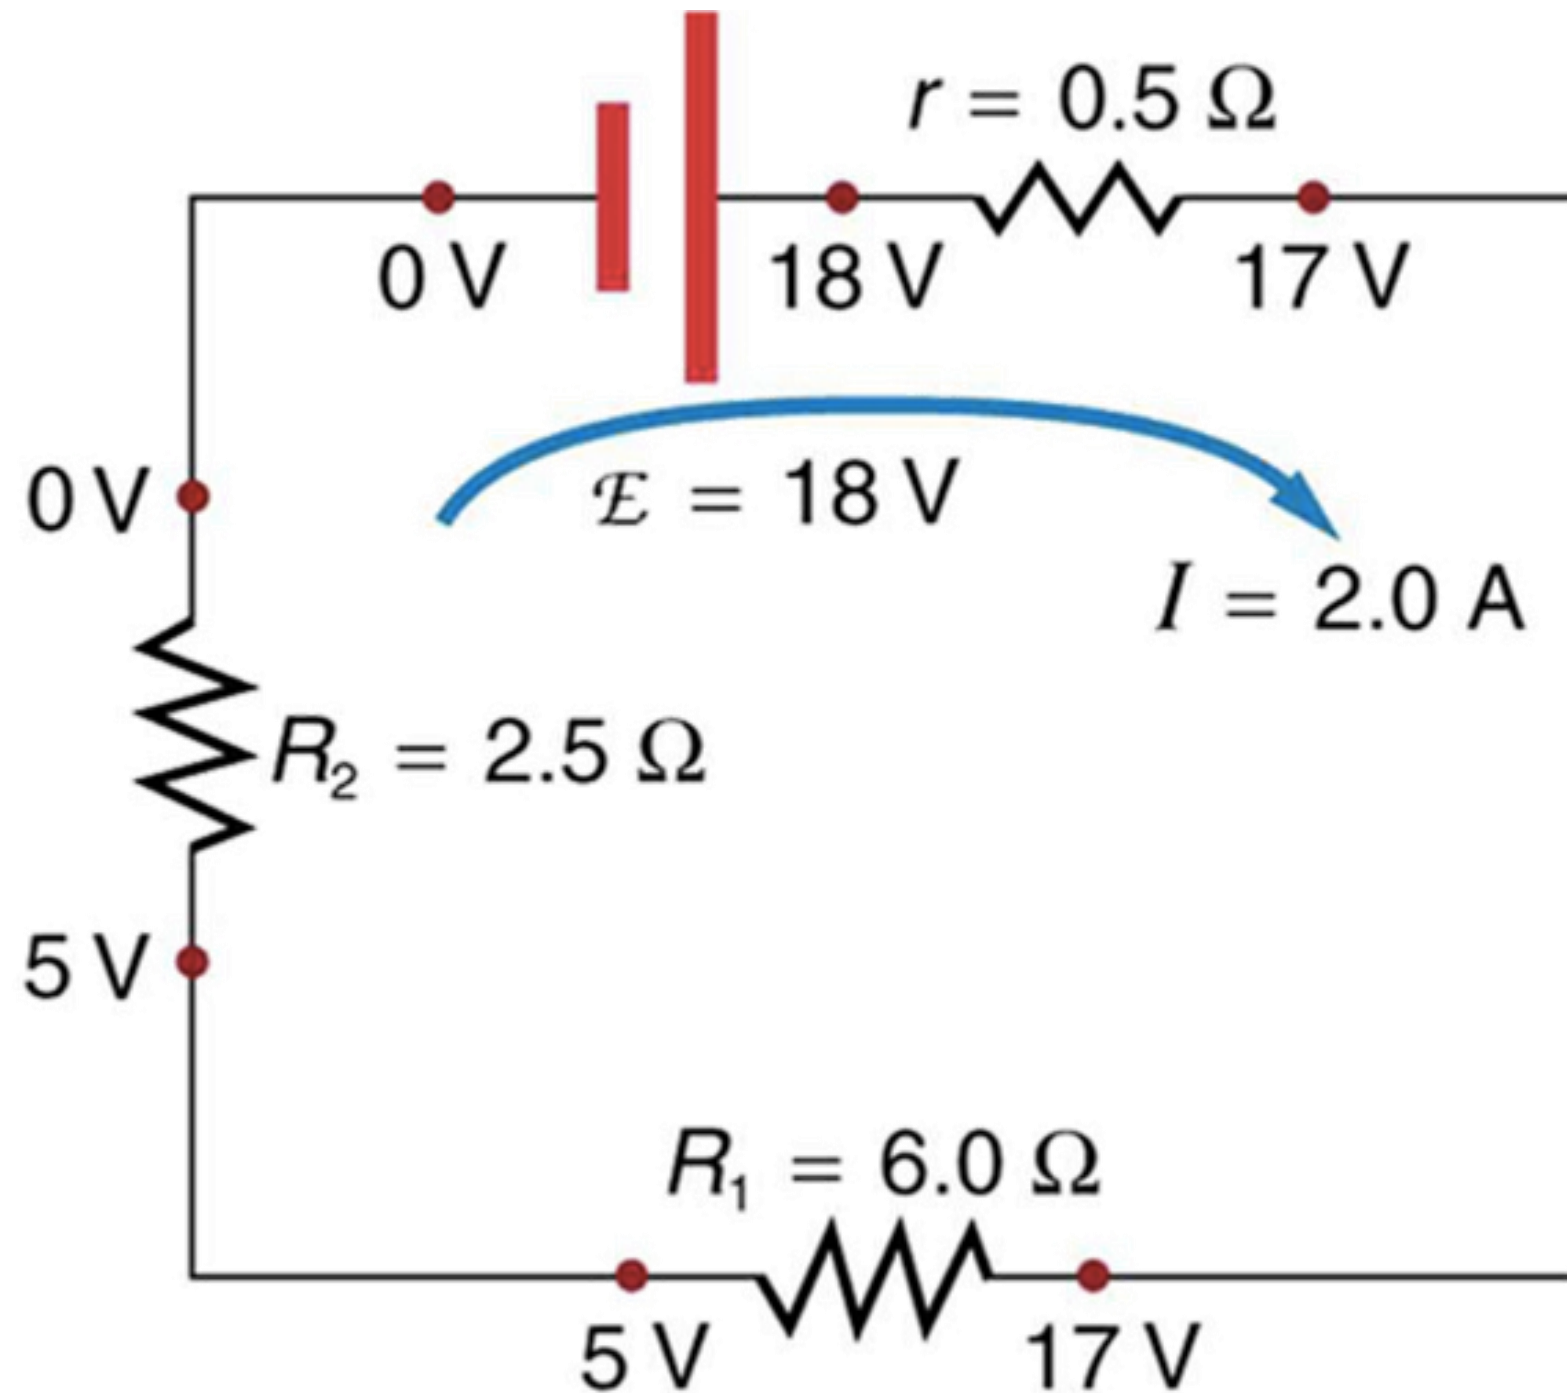 r = 0.5 Ω
0 V
18 V
17 V
0 V
ℰ = 18 V
I = 2.0 A
R₂ = 2.5 Ω
5 V
R₁ = 6.0 Ω
5 V
17 V